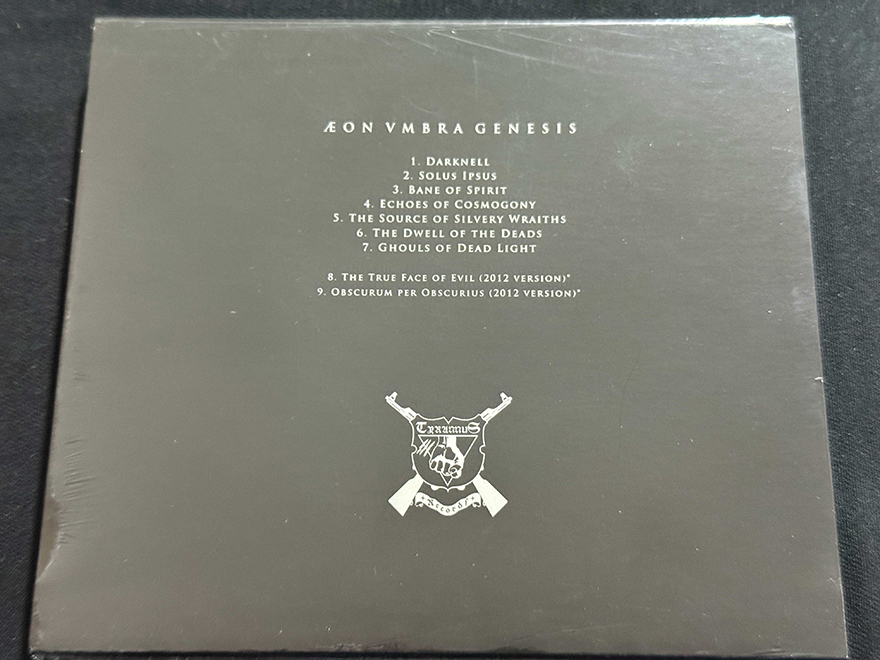 ÆON VMBRA GENESIS
1. DARKNELL
2. SOLUS IPSUS
3. BANE OF SPIRIT
4. ECHOES OF COSMOGONY
5. THE SOURCE OF SILVERY WRAITHS
6. THE DWELL OF THE DEADS
7. GHOULS OF DEAD LIGHT
8. THE TRUE FACE OF EVIL (2012 VERSION)*
9. OBSCURUM PER OBSCURIUS (2012 VERSION)*
TYRANNUS
Records